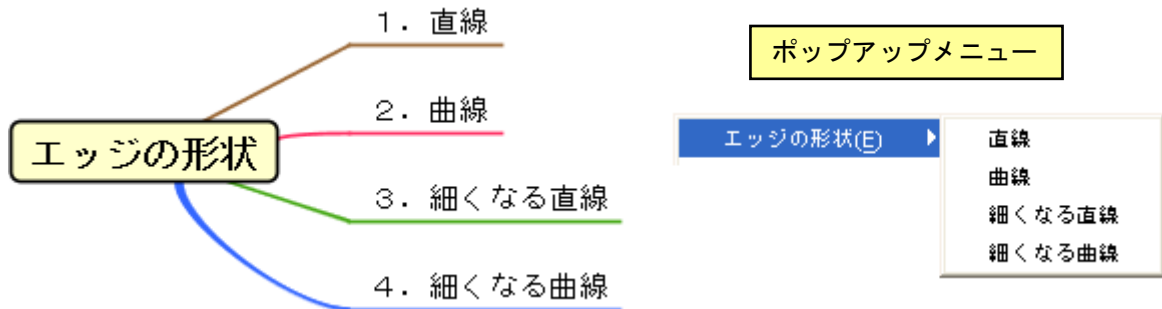 エッジの形状
１．直線
２．曲線
３．細くなる直線
４．細くなる曲線
ポップアップメニュー
エッジの形状(E)
直線
曲線
細くなる直線
細くなる曲線